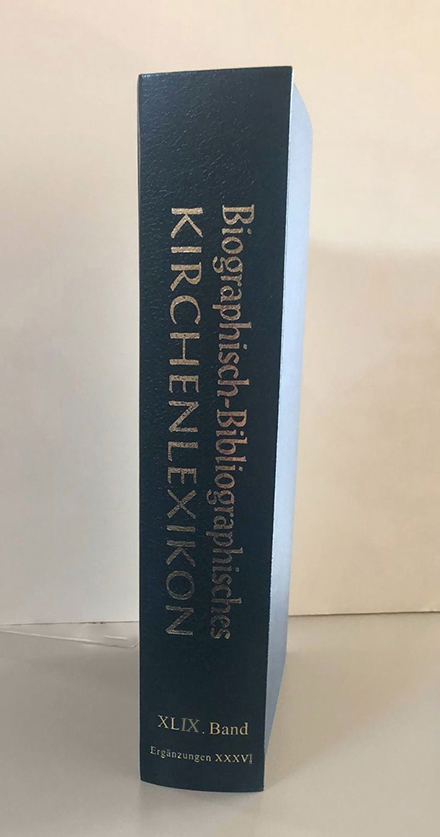 Biographisch-Bibliographisches
KIRCHENLEXIKON
XLIX. Band
Ergänzungen XXXVI